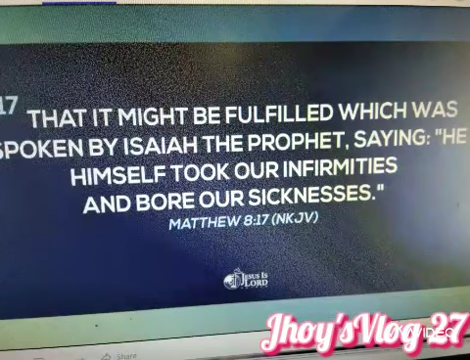 17 THAT IT MIGHT BE FULFILLED WHICH WAS
SPOKEN BY ISAIAH THE PROPHET, SAYING: "HE
HIMSELF TOOK OUR INFIRMITIES
AND BORE OUR SICKNESSES."
MATTHEW 8:17 (NKJV)
JESUS IS
LORD
Jhoy'sVlog 27
Share